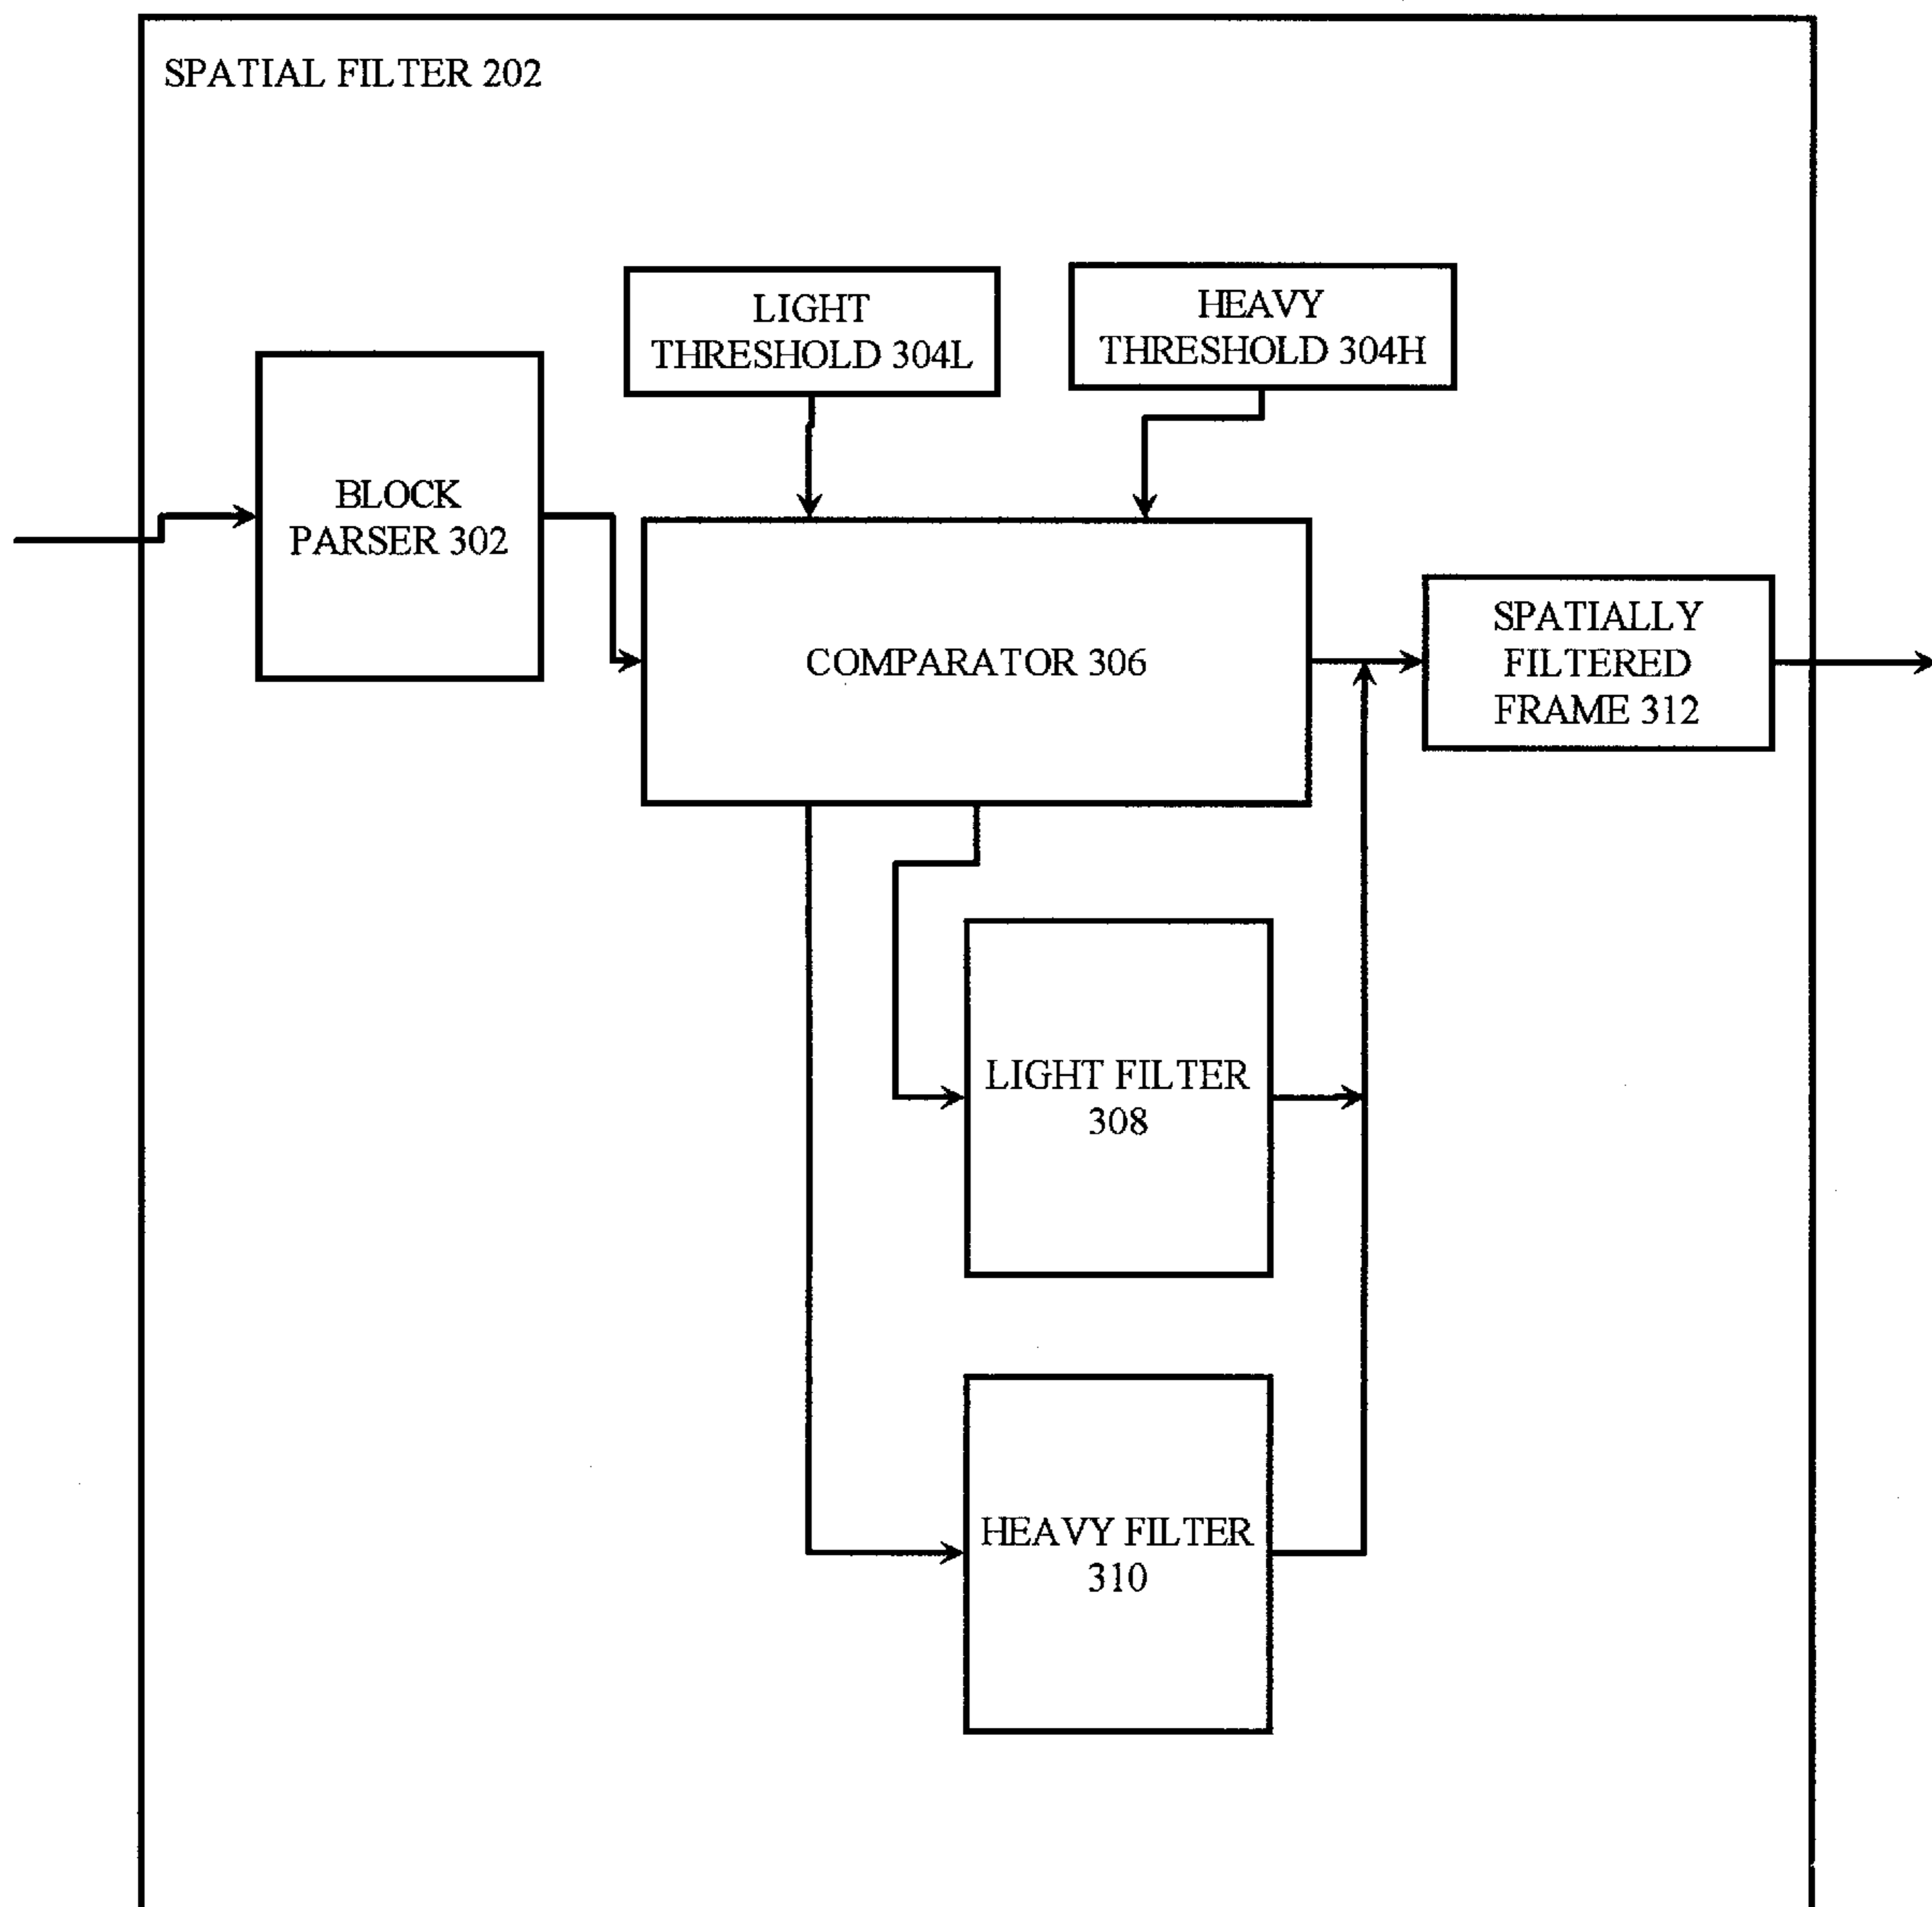 SPATIAL FILTER 202
LIGHT
THRESHOLD 304L
HEAVY
THRESHOLD 304H
BLOCK
PARSER 302
COMPARATOR 306
SPATIALLY
FILTERED
FRAME 312
LIGHT FILTER
308
HEAVY FILTER
310